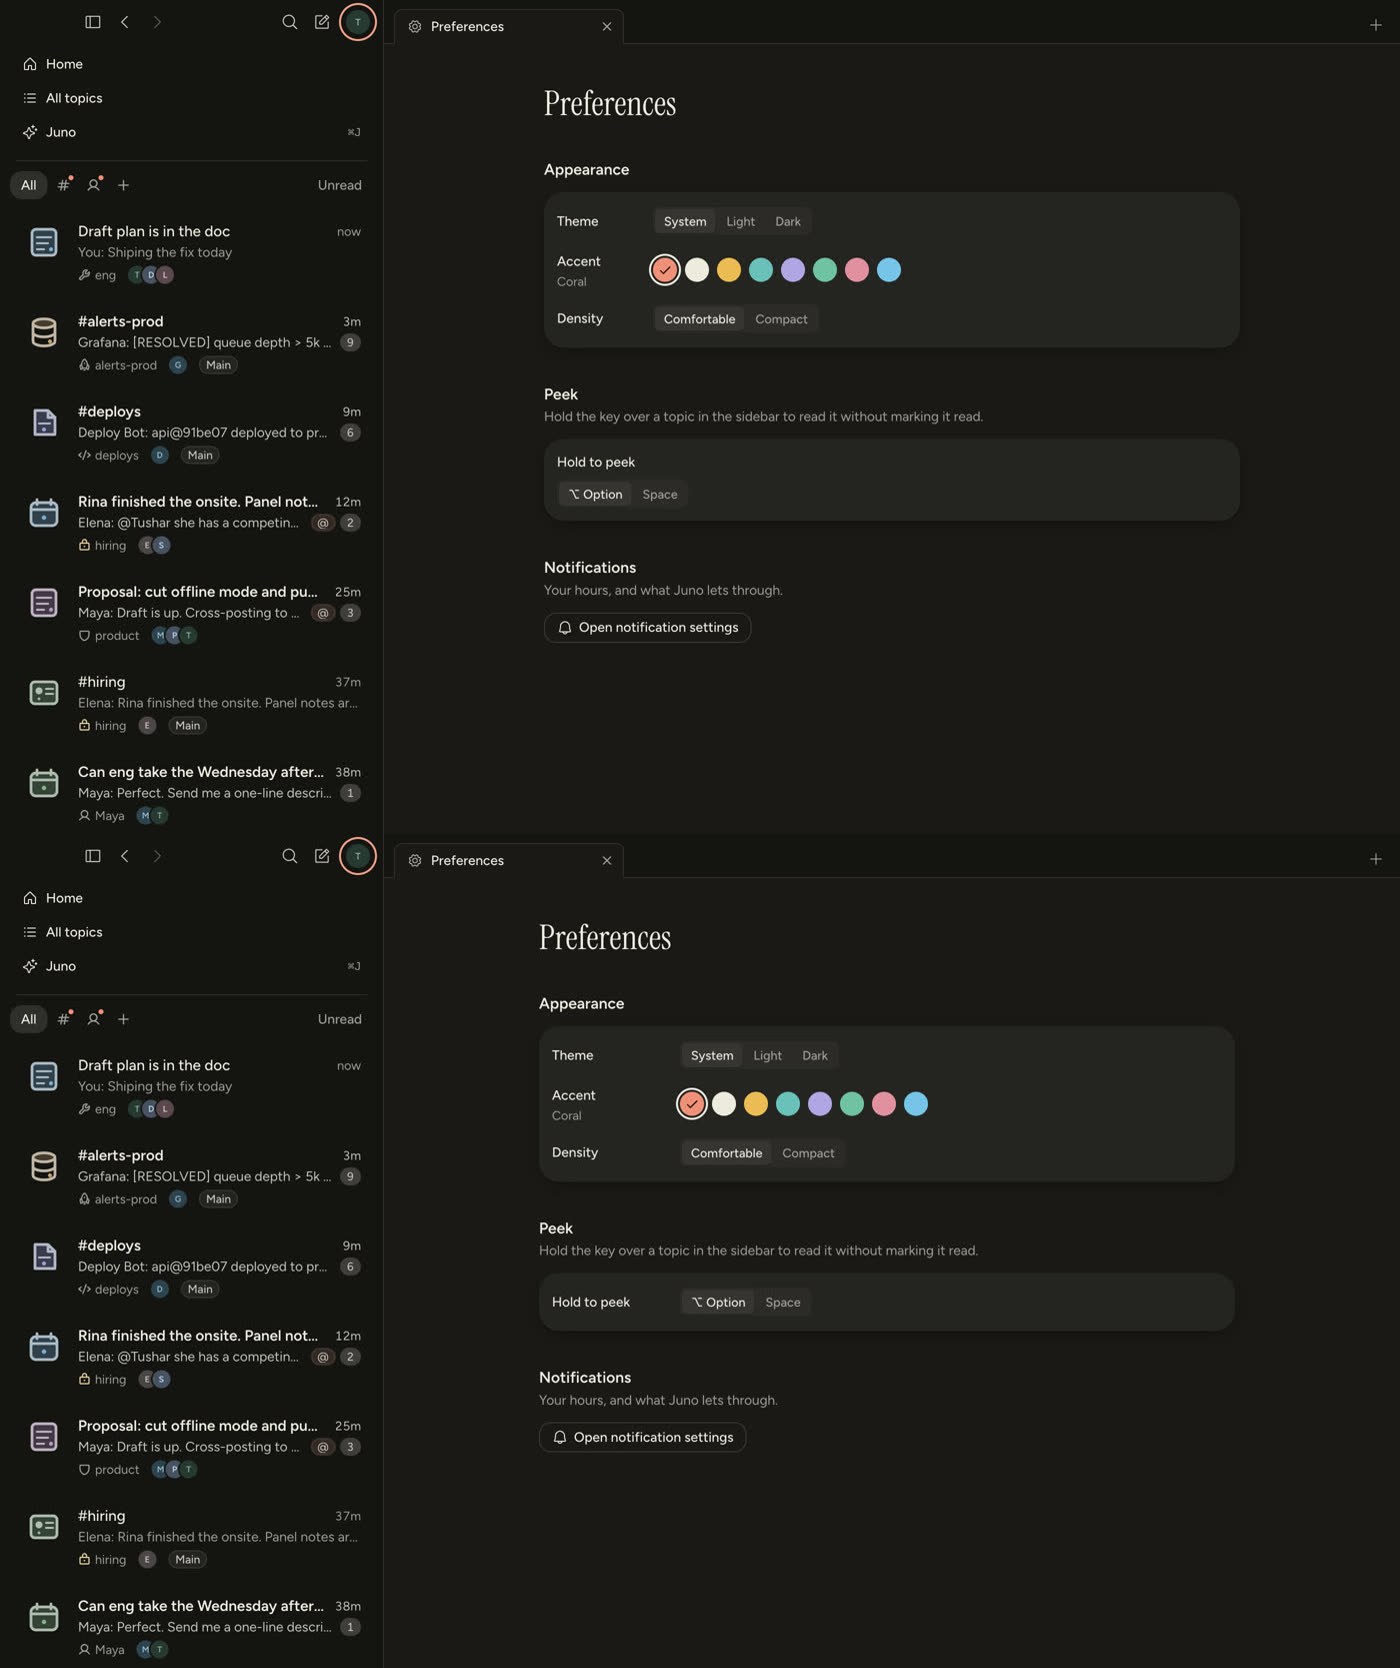 T
Preferences
Home
All topics
Juno ⌘J
All # Unread
Draft plan is in the doc now
You: Shiping the fix today
eng T D L
#alerts-prod 3m
Grafana: [RESOLVED] queue depth > 5k ... 9
alerts-prod G Main
#deploys 9m
Deploy Bot: api@91be07 deployed to pr... 6
</> deploys D Main
Rina finished the onsite. Panel not... 12m
Elena: @Tushar she has a competin... @ 2
hiring E S
Proposal: cut offline mode and pu... 25m
Maya: Draft is up. Cross-posting to ... @ 3
product M P T
#hiring 37m
Elena: Rina finished the onsite. Panel notes ar...
hiring E Main
Can eng take the Wednesday after... 38m
Maya: Perfect. Send me a one-line descri... 1
Maya M T
Preferences
Appearance
Theme System Light Dark
Accent
Coral
Density Comfortable Compact
Peek
Hold the key over a topic in the sidebar to read it without marking it read.
Hold to peek
⌥ Option Space
Notifications
Your hours, and what Juno lets through.
Open notification settings
T
Preferences
Home
All topics
Juno ⌘J
All # Unread
Draft plan is in the doc now
You: Shiping the fix today
eng T D L
#alerts-prod 3m
Grafana: [RESOLVED] queue depth > 5k ... 9
alerts-prod G Main
#deploys 9m
Deploy Bot: api@91be07 deployed to pr... 6
</> deploys D Main
Rina finished the onsite. Panel not... 12m
Elena: @Tushar she has a competin... @ 2
hiring E S
Proposal: cut offline mode and pu... 25m
Maya: Draft is up. Cross-posting to ... @ 3
product M P T
#hiring 37m
Elena: Rina finished the onsite. Panel notes ar...
hiring E Main
Can eng take the Wednesday after... 38m
Maya: Perfect. Send me a one-line descri... 1
Maya M T
Preferences
Appearance
Theme System Light Dark
Accent
Coral
Density Comfortable Compact
Peek
Hold the key over a topic in the sidebar to read it without marking it read.
Hold to peek ⌥ Option Space
Notifications
Your hours, and what Juno lets through.
Open notification settings